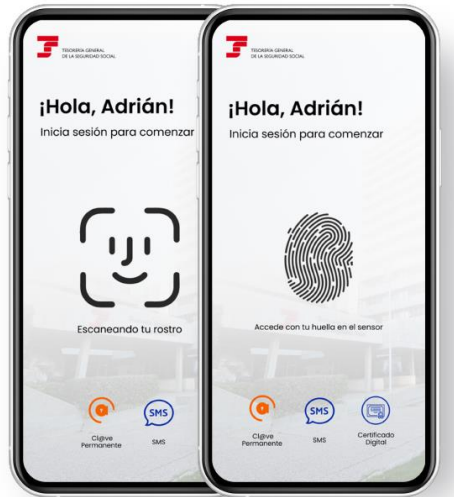 TESORERÍA GENERAL
DE LA SEGURIDAD SOCIAL
¡Hola, Adrián!
Inicia sesión para comenzar
Escaneando tu rostro
Cl@ve
Permanente
SMS
SMS
TESORERÍA GENERAL
DE LA SEGURIDAD SOCIAL
¡Hola, Adrián!
Inicia sesión para comenzar
Accede con tu huella en el sensor
Cl@ve
Permanente
SMS
SMS
Certificado
Digital